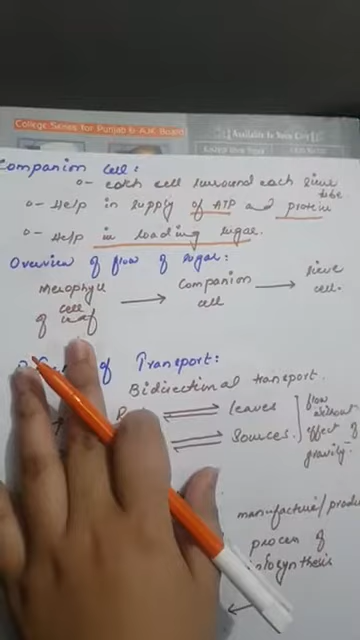 College Series for Punjab & A.K. Board
Available In Your City
Companion Cell:
o- each cell surround each sieve tube
o- Help in supply of ATP and protein
o- Help in loading sugar.
Overview of flow of sugar:
Mesophyll cell of leaf → Companion cell → sieve cell.
of Transport:
Bidirectional transport.
⇌ leaves
⇌ Sources.
flow without effect of gravity.
manufacture/
process of